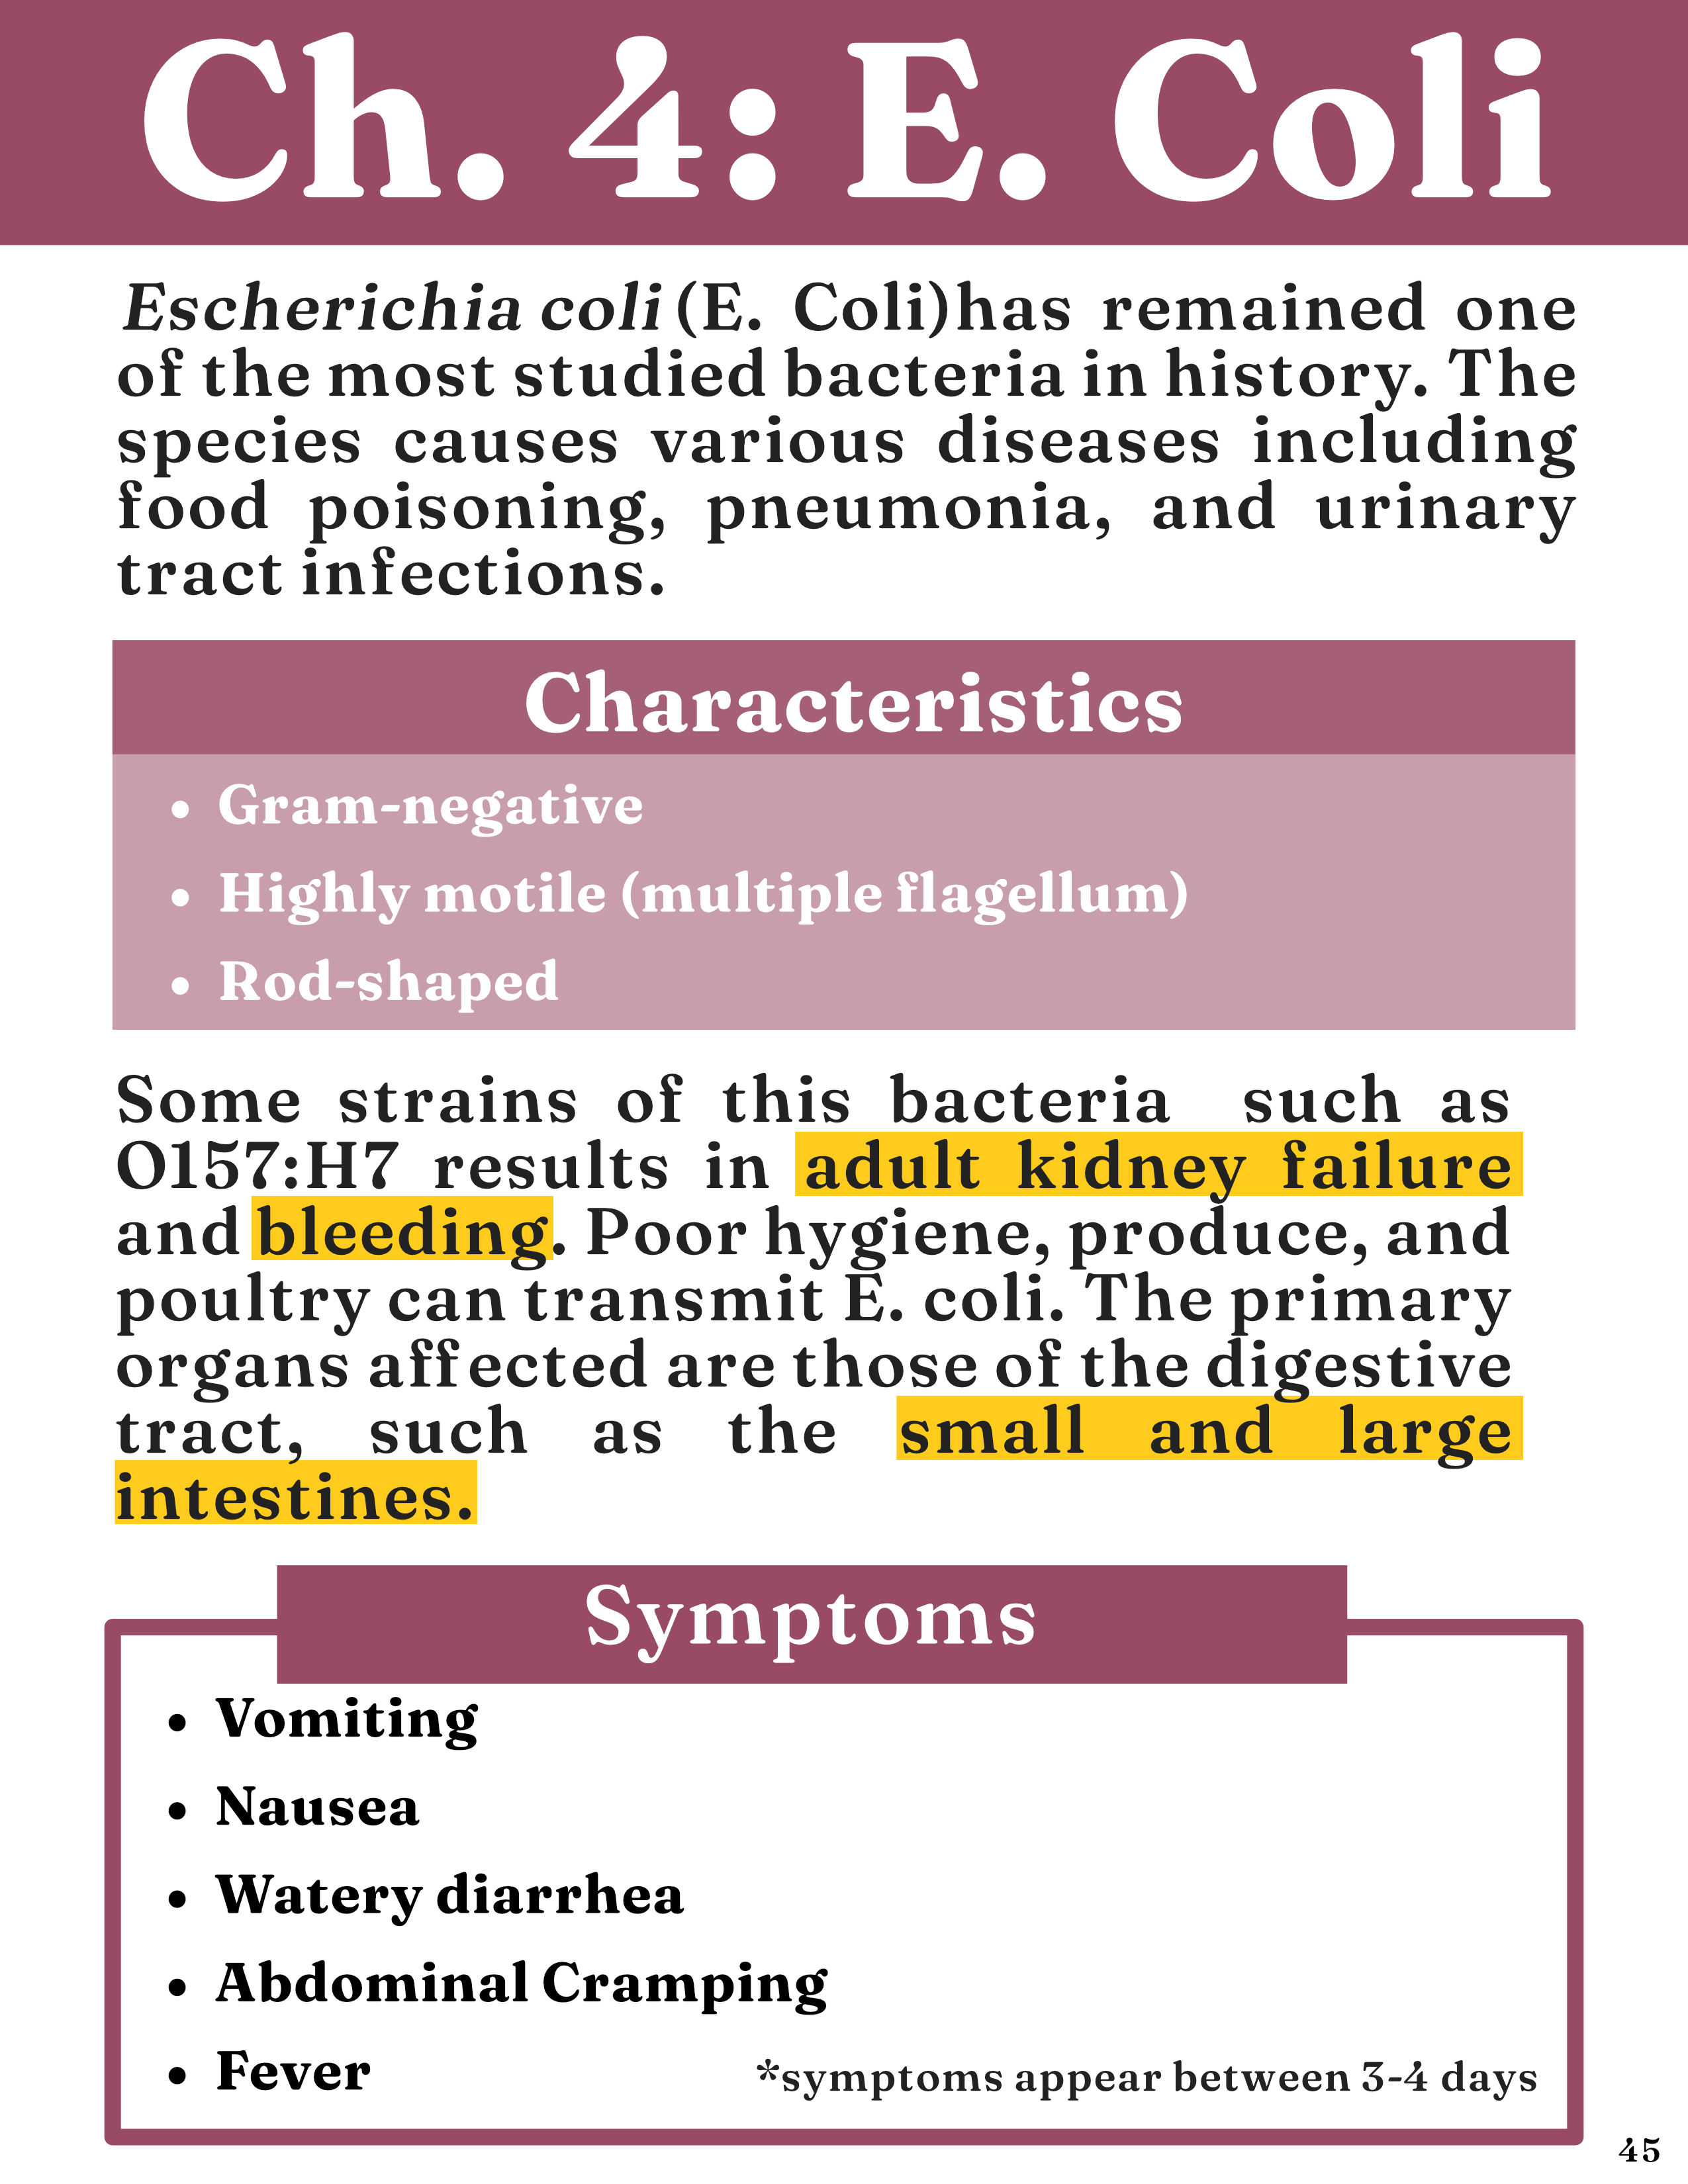 Ch. 4: E. Coli
Escherichia coli (E. Coli)has remained one
of the most studied bacteria in history. The
species causes various diseases including
food poisoning, pneumonia, and urinary
tract infections.
Characteristics
• Gram-negative
• Highly motile (multiple flagellum)
• Rod-shaped
Some strains of this bacteria such as
O157:H7 results in adult kidney failure
and bleeding. Poor hygiene, produce, and
poultry can transmit E. coli. The primary
organs affected are those of the digestive
tract, such as the small and large
intestines.
Symptoms
• Vomiting
• Nausea
• Watery diarrhea
• Abdominal Cramping
• Fever
*symptoms appear between 3-4 days
45